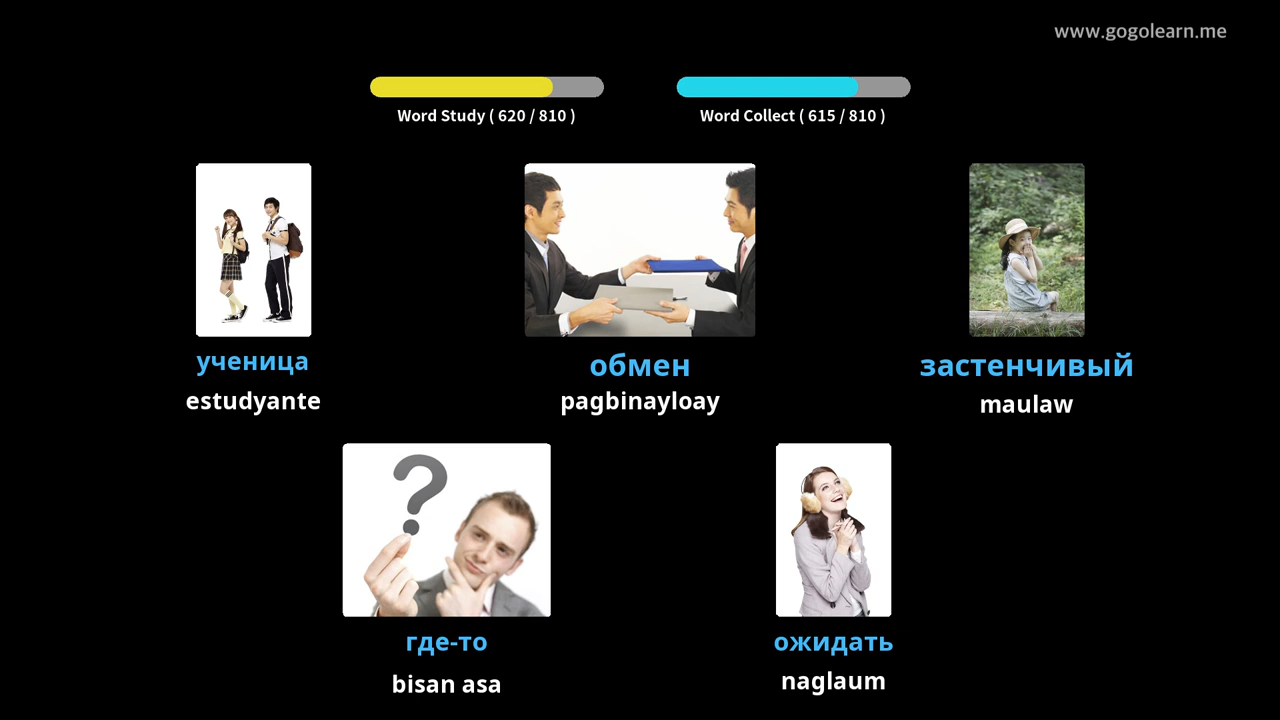 www.gogolearn.me
Word Study ( 620 / 810 )
Word Collect ( 615 / 810 )
ученица
estudyante
обмен
pagbinayloay
застенчивый
maulaw
где-то
bisan asa
ожидать
naglaum